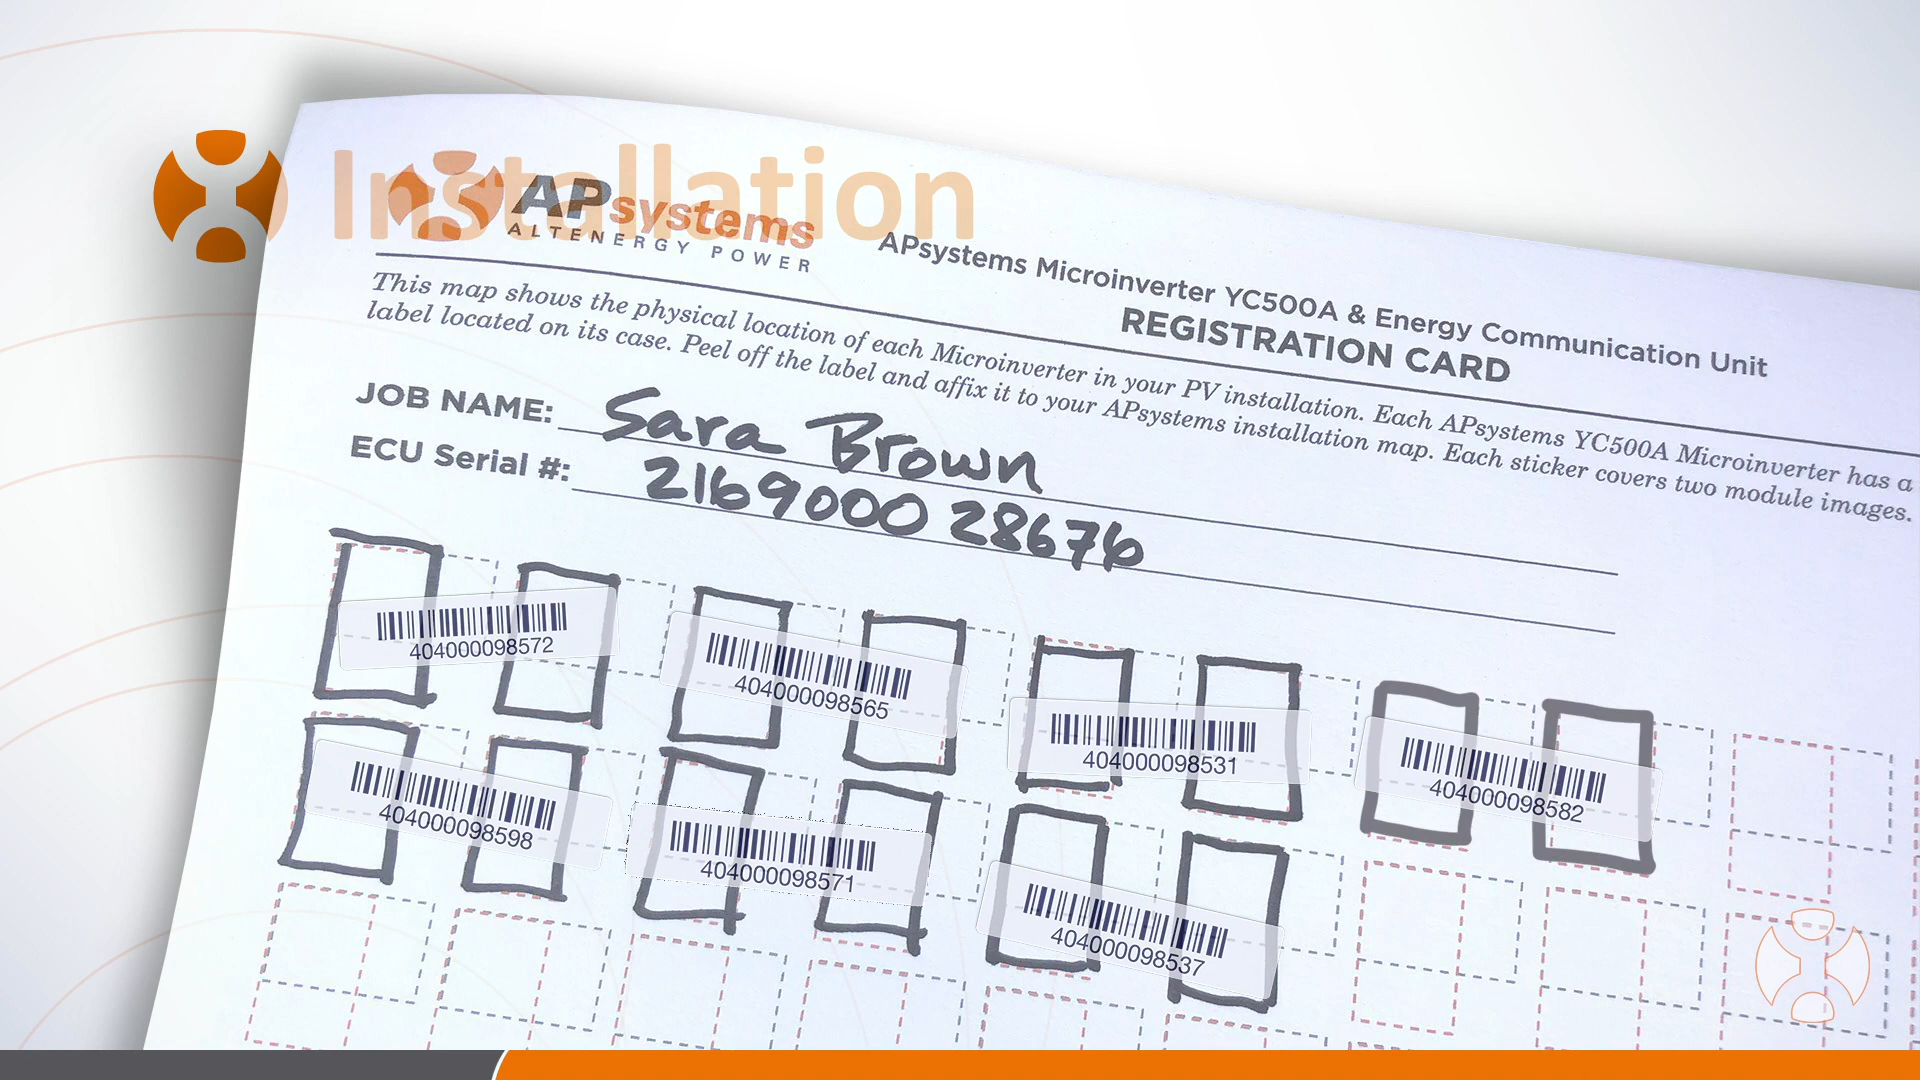 Installation
APsystems
ALTENERGY POWER
APsystems Microinverter YC500A & Energy Communication Unit
REGISTRATION CARD
This map shows the physical location of each Microinverter in your PV installation. Each APsystems YC500A Microinverter has a
label located on its case. Peel off the label and affix it to your APsystems installation map. Each sticker covers two module images.
JOB NAME: Sara Brown
ECU Serial #: 216900028676
404000098572
404000098565
404000098531
404000098582
404000098598
404000098571
404000098537